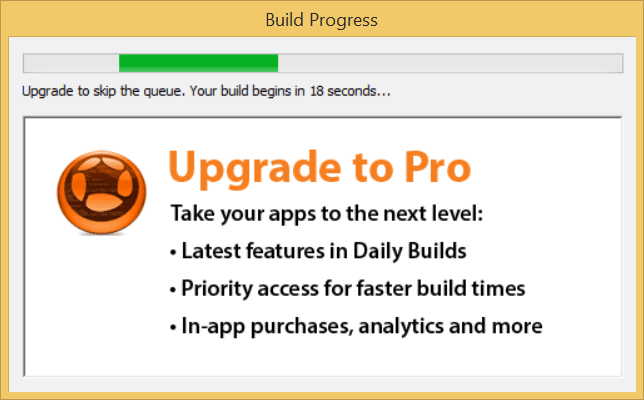 Build Progress
Upgrade to skip the queue. Your build begins in 18 seconds...
Upgrade to Pro
Take your apps to the next level:
• Latest features in Daily Builds
• Priority access for faster build times
• In-app purchases, analytics and more